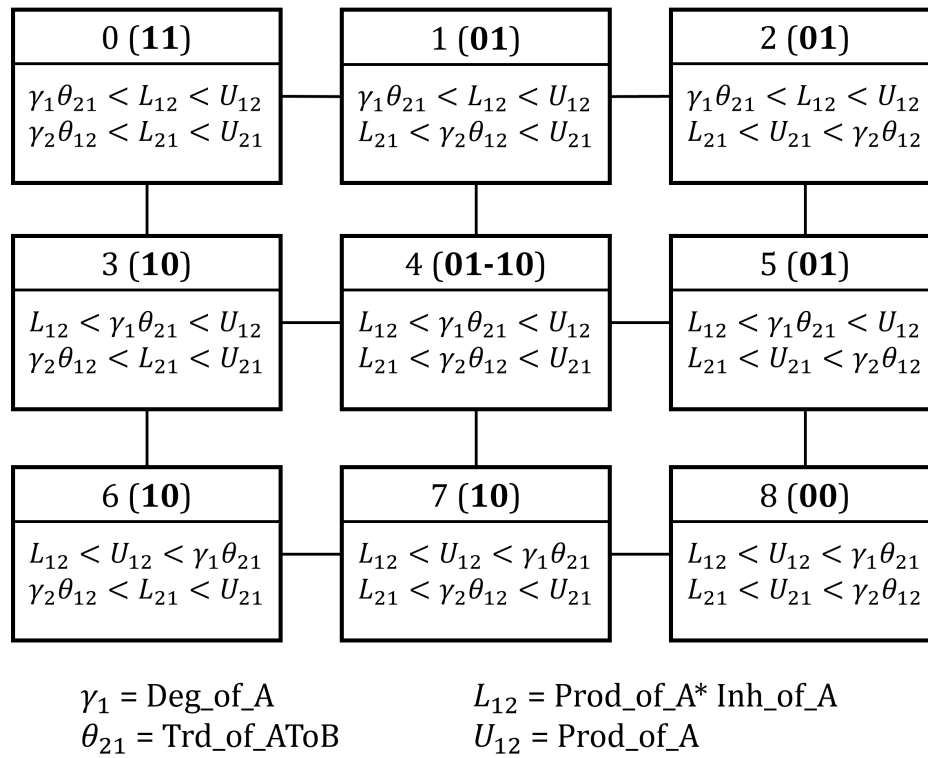 0 (11)
γ₁θ₂₁ < L₁₂ < U₁₂
γ₂θ₁₂ < L₂₁ < U₂₁
1 (01)
γ₁θ₂₁ < L₁₂ < U₁₂
L₂₁ < γ₂θ₁₂ < U₂₁
2 (01)
γ₁θ₂₁ < L₁₂ < U₁₂
L₂₁ < U₂₁ < γ₂θ₁₂
3 (10)
L₁₂ < γ₁θ₂₁ < U₁₂
γ₂θ₁₂ < L₂₁ < U₂₁
4 (01-10)
L₁₂ < γ₁θ₂₁ < U₁₂
L₂₁ < γ₂θ₁₂ < U₂₁
5 (01)
L₁₂ < γ₁θ₂₁ < U₁₂
L₂₁ < U₂₁ < γ₂θ₁₂
6 (10)
L₁₂ < U₁₂ < γ₁θ₂₁
γ₂θ₁₂ < L₂₁ < U₂₁
7 (10)
L₁₂ < U₁₂ < γ₁θ₂₁
L₂₁ < γ₂θ₁₂ < U₂₁
8 (00)
L₁₂ < U₁₂ < γ₁θ₂₁
L₂₁ < U₂₁ < γ₂θ₁₂
γ₁ = Deg_of_A
θ₂₁ = Trd_of_AToB
L₁₂ = Prod_of_A* Inh_of_A
U₁₂ = Prod_of_A